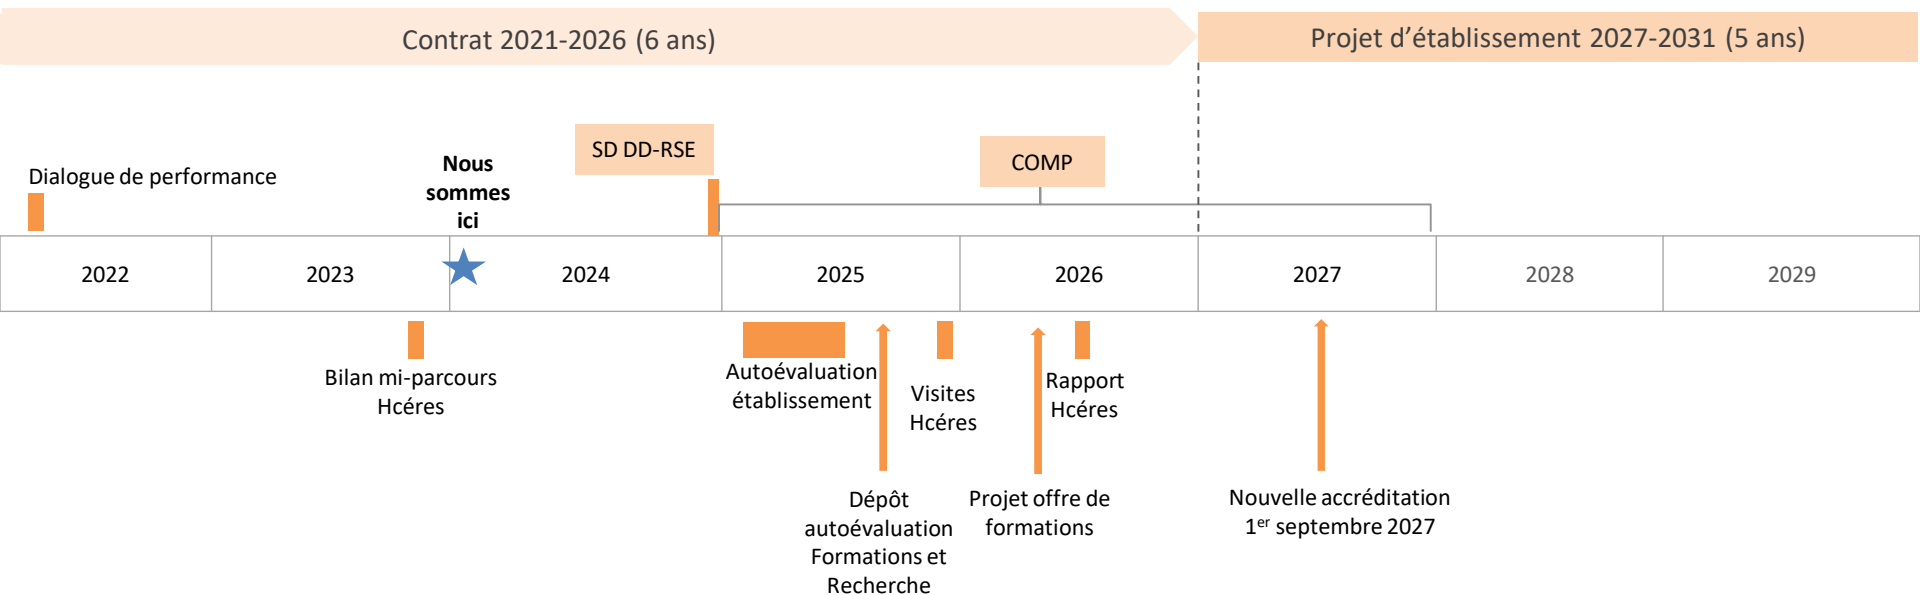 Contrat 2021-2026 (6 ans)
Projet d’établissement 2027-2031 (5 ans)
SD DD-RSE
COMP
Dialogue de performance
Nous
sommes
ici
2022
2023
2024
2025
2026
2027
2028
2029
Bilan mi-parcours
Hcéres
Autoévaluation
établissement
Visites
Hcéres
Rapport
Hcéres
Dépôt
autoévaluation
Formations et
Recherche
Projet offre de
formations
Nouvelle accréditation
1er septembre 2027